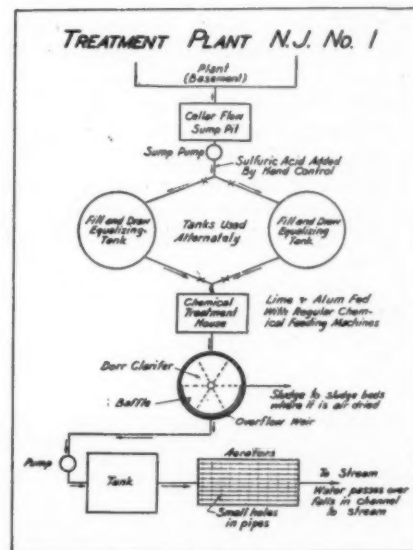 TREATMENT PLANT N.J. No. 1
Plant
(Basement)
Cellar Flow
Sump Pit
Sump Pump
Sulfuric Acid Added
By Hand Control
Fill and Draw
Equalizing-
Tank
Tanks Used
Alternately
Fill and Draw
Equalizing
Tank
Chemical
Treatment
House
Lime & Alum Fed
With Regular Chem-
ical Feeding Machines
Dorr Clarifer
Baffle
Sludge to sludge beds
where it is air dried
Overflow Weir
Pump
Tank
Aerators
Small holes
in pipes
To Stream
Water passes over
falls in channel
to stream